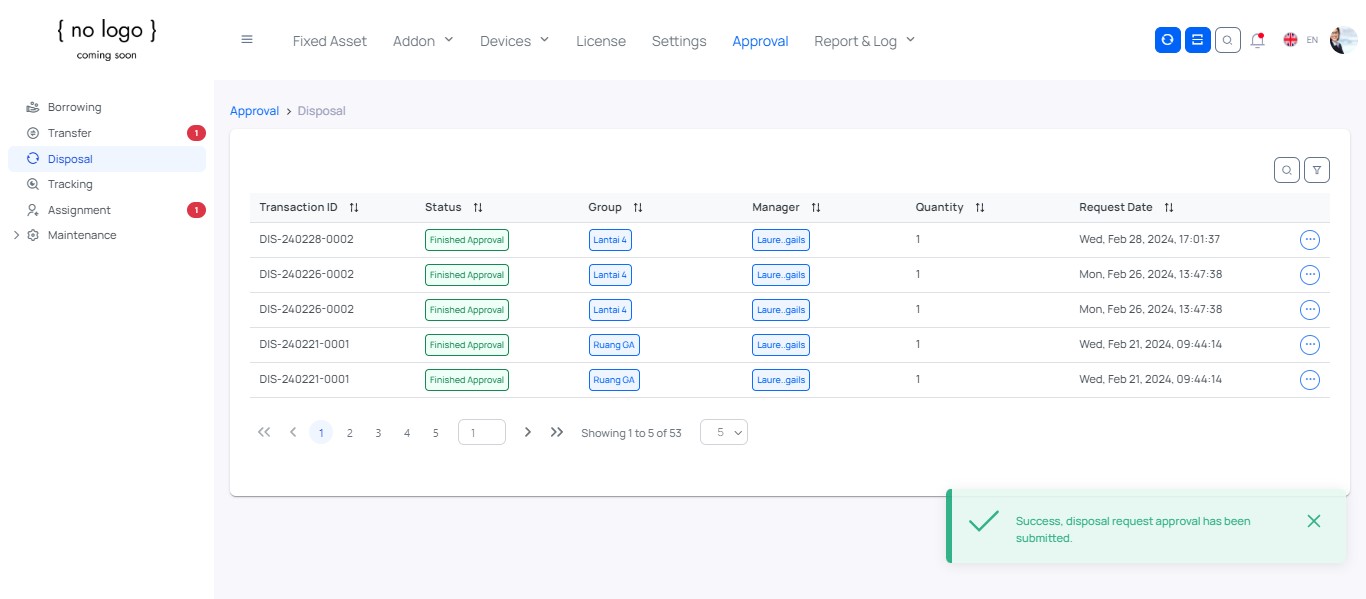 { no logo }
coming soon
Fixed Asset Addon Devices License Settings Approval Report & Log EN
Borrowing
Transfer 1
Disposal
Tracking
Assignment 1
Maintenance
Approval > Disposal
Transaction ID Status Group Manager Quantity Request Date
DIS-240228-0002 Finished Approval Lantai 4 Laure..gails 1 Wed, Feb 28, 2024, 17:01:37
DIS-240226-0002 Finished Approval Lantai 4 Laure..gails 1 Mon, Feb 26, 2024, 13:47:38
DIS-240226-0002 Finished Approval Lantai 4 Laure..gails 1 Mon, Feb 26, 2024, 13:47:38
DIS-240221-0001 Finished Approval Ruang GA Laure..gails 1 Wed, Feb 21, 2024, 09:44:14
DIS-240221-0001 Finished Approval Ruang GA Laure..gails 1 Wed, Feb 21, 2024, 09:44:14
1 2 3 4 5 1 Showing 1 to 5 of 53 5
Success, disposal request approval has been
submitted.